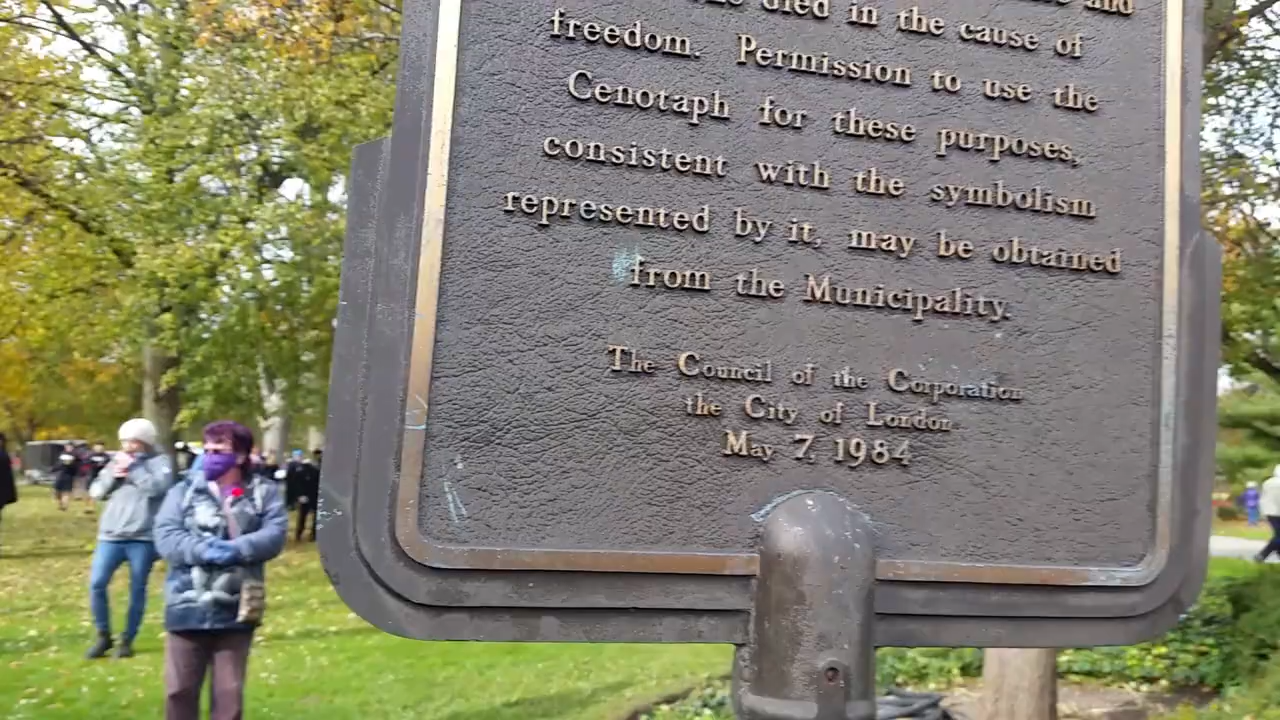 died in the cause of
freedom. Permission to use the
Cenotaph for these purposes,
consistent with the symbolism
represented by it, may be obtained
from the Municipality.
The Council of the Corporation
the City of London
May 7, 1984